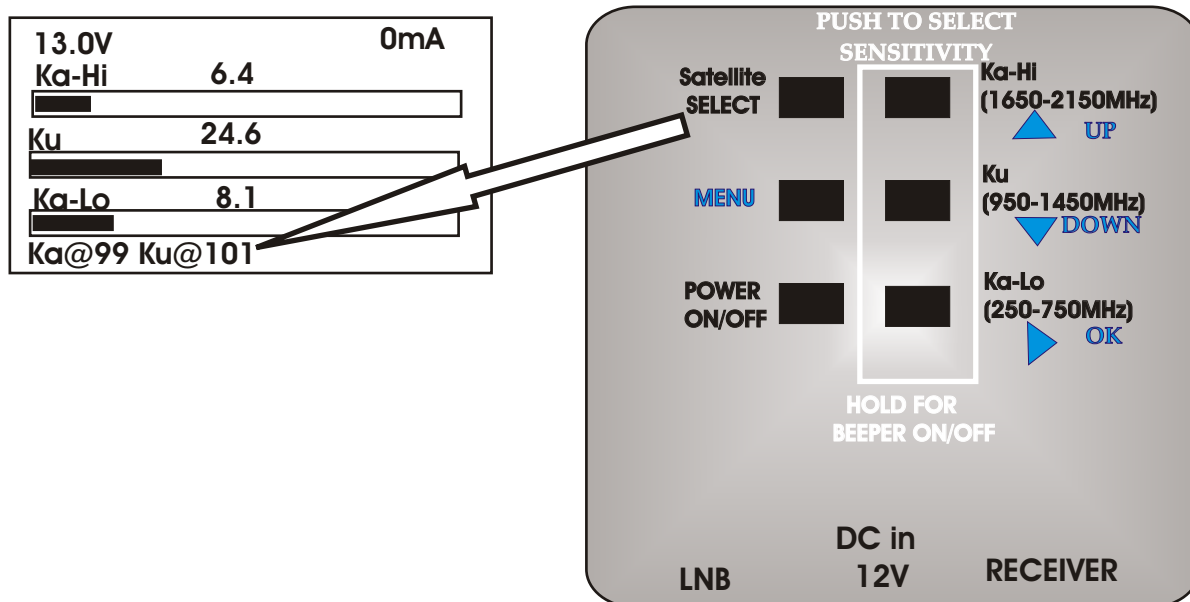 13.0V 0mA
Ka-Hi 6.4
Ku 24.6
Ka-Lo 8.1
Ka@99 Ku@101
PUSH TO SELECT
SENSITIVITY
Satellite
SELECT
Ka-Hi
(1650-2150MHz)
UP
MENU
Ku
(950-1450MHz)
DOWN
POWER
ON/OFF
Ka-Lo
(250-750MHz)
OK
HOLD FOR
BEEPER ON/OFF
LNB
DC in
12V
RECEIVER